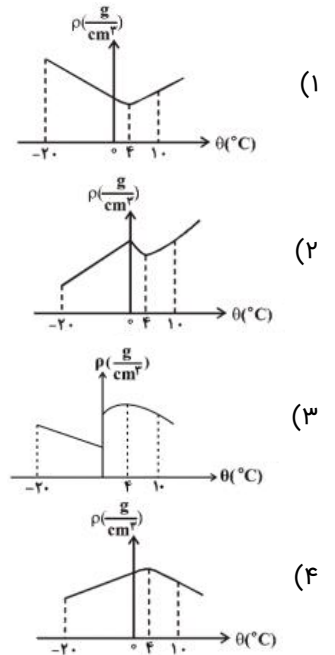 ρ(g/cm³)
۱)
-۲۰ ۰ ۴ ۱۰ θ(°C)
ρ(g/cm³)
۲)
-۲۰ ۰ ۴ ۱۰ θ(°C)
ρ(g/cm³)
۳)
-۲۰ ۴ ۱۰ θ(°C)
ρ(g/cm³)
۴)
-۲۰ ۰ ۴ ۱۰ θ(°C)